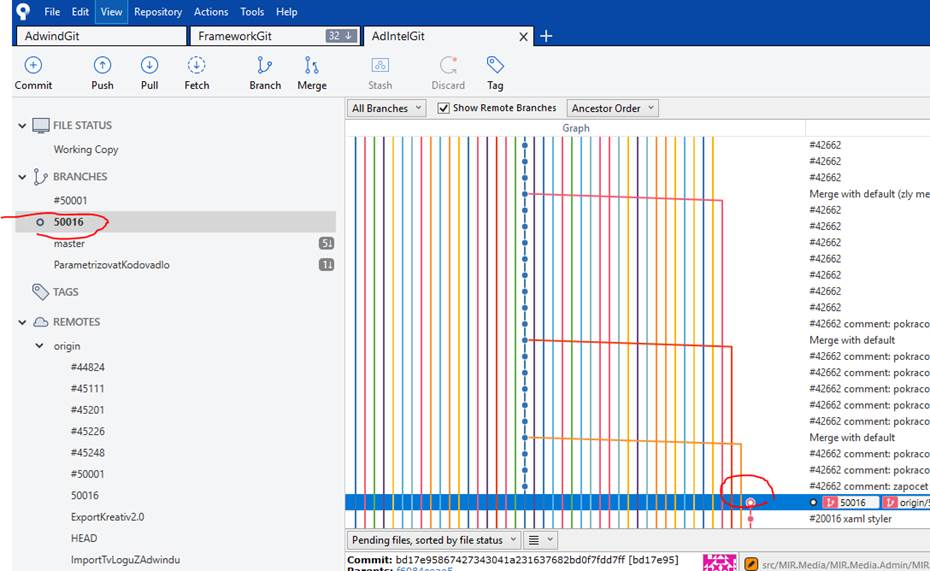 File Edit View Repository Actions Tools Help
AdwindGit FrameworkGit 32 ↓ AdIntelGit X +
Commit Push Pull Fetch Branch Merge Stash Discard Tag
All Branches Show Remote Branches Ancestor Order
FILE STATUS
Working Copy
BRANCHES
#50001
50016
master 5↓
ParametrizovatKodovadlo 1↓
TAGS
REMOTES
origin
#44824
#45111
#45201
#45226
#45248
#50001
50016
ExportKreativ2.0
HEAD
ImportTvLoguZAdwindu
Graph
#42662
#42662
#42662
Merge with default (zly me
#42662
#42662
#42662
#42662
#42662
#42662
#42662
#42662 comment: pokraco
Merge with default
#42662 comment: pokraco
#42662 comment: pokraco
#42662 comment: pokraco
#42662 comment: pokraco
#42662 comment: pokraco
Merge with default
#42662 comment: pokraco
#42662 comment: pokraco
#42662 comment: zapocet
50016 origin/5
#20016 xaml styler
Pending files, sorted by file status
Commit: bd17e95867427343041a231637682bd0f7fdd7ff [bd17e95]
Parents:
src/MIR.Media/MIR.Media.Admin/MIR